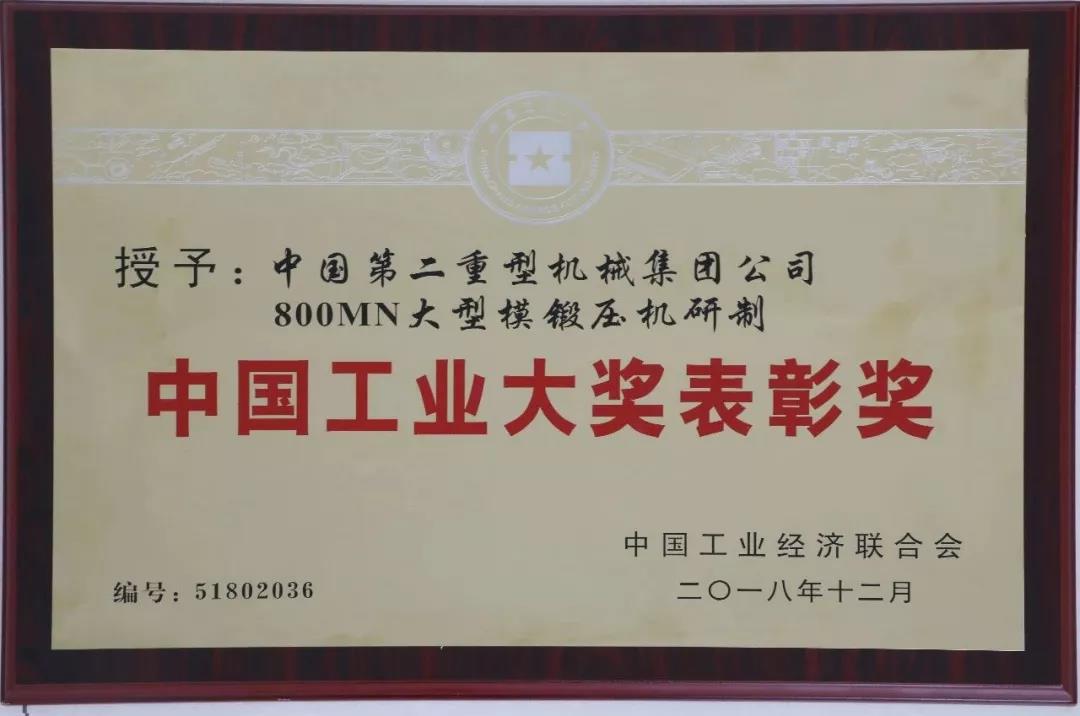 授予：中国第二重型机械集团公司
800MN大型模锻压机研制
中国工业大奖表彰奖
中国工业经济联合会
二〇一八年十二月
编号：51802036